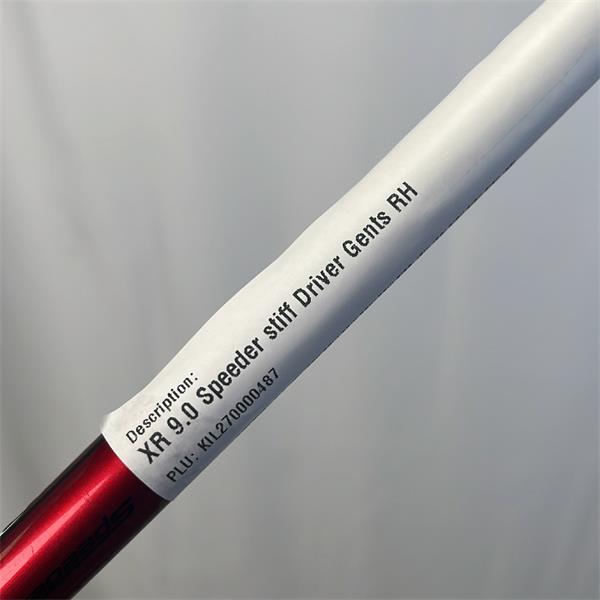 Description:
XR 9.0 Speeder stiff Driver Gents RH
PLU: KIL270000487